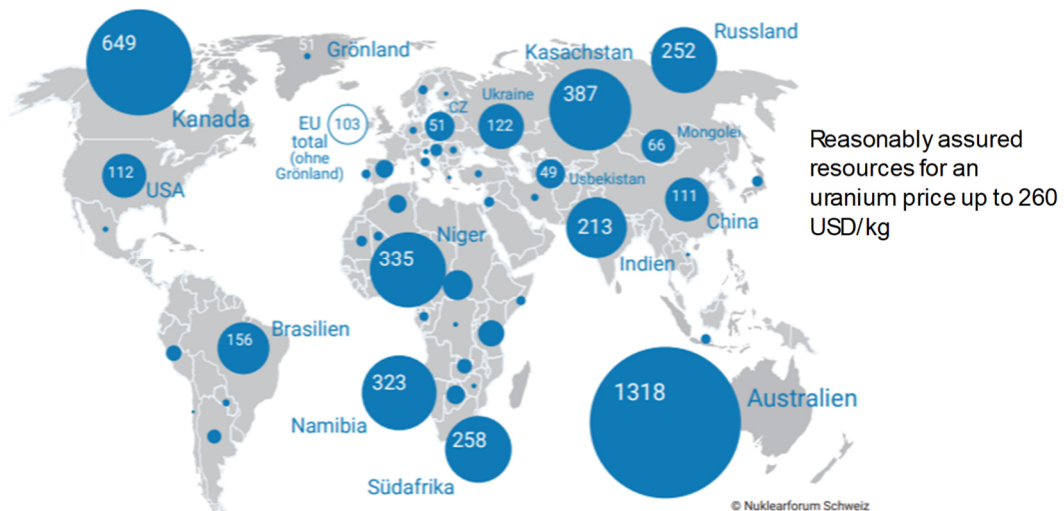 649
Kanada
51
Grönland
Kasachstan
387
252
Russland
EU
total
(ohne
Grönland)
103
CZ
51
Ukraine
122
66
Mongolei
Reasonably assured
resources for an
uranium price up to 260
USD/kg
112
USA
49
Usbekistan
111
China
213
Indien
335
Niger
156
Brasilien
323
Namibia
258
Südafrika
1318
Australien
© Nuklearforum Schweiz